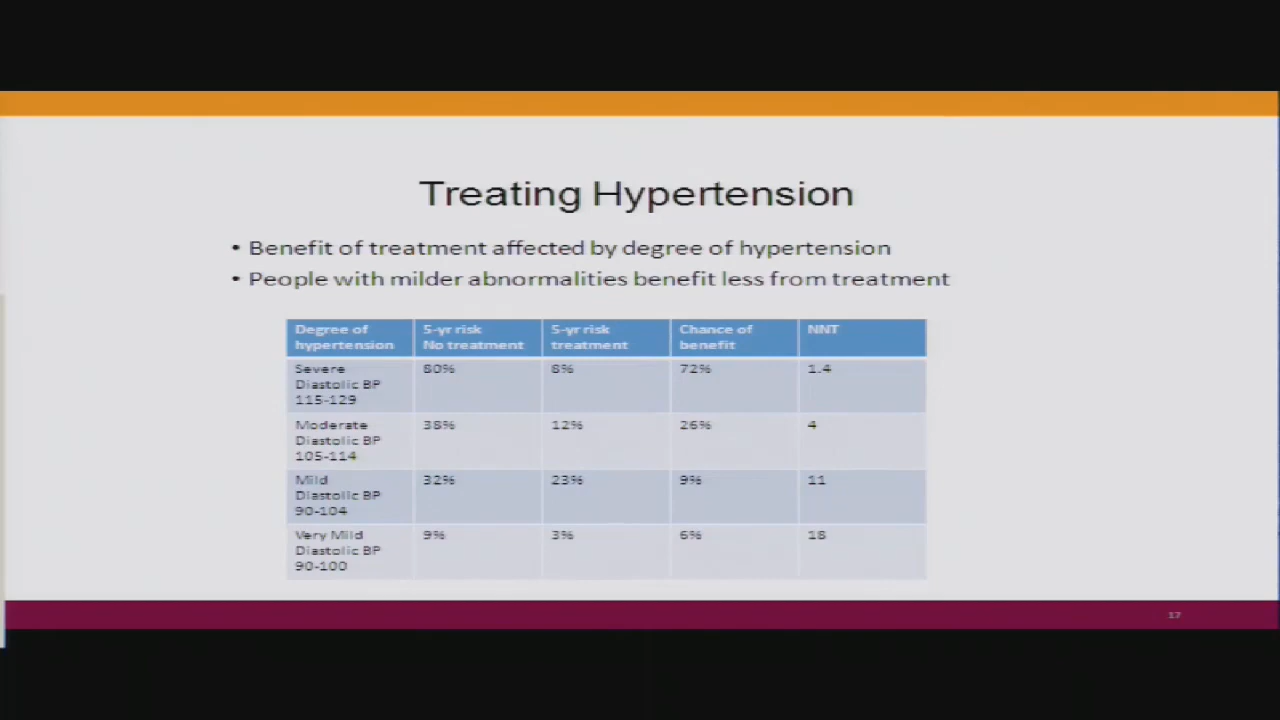 Treating Hypertension
• Benefit of treatment affected by degree of hypertension
• People with milder abnormalities benefit less from treatment
Degree of hypertension 5-yr risk No treatment 5-yr risk treatment Chance of benefit NNT
Severe Diastolic BP 115-129 80% 8% 72% 1.4
Moderate Diastolic BP 105-114 38% 12% 26% 4
Mild Diastolic BP 90-104 32% 23% 9% 11
Very Mild Diastolic BP 90-100 9% 3% 6% 18
17